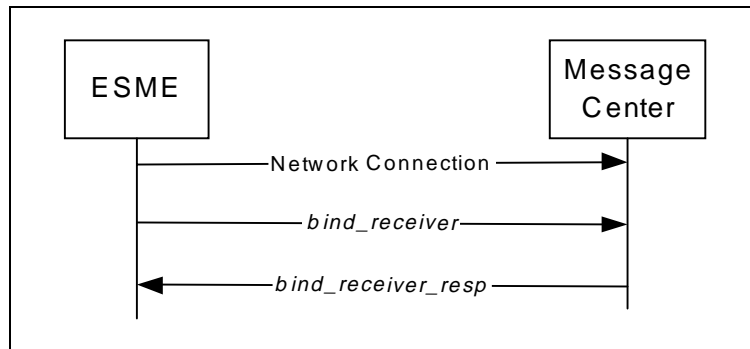 ESME
Message
Center
Network Connection
bind_receiver
bind_receiver_resp